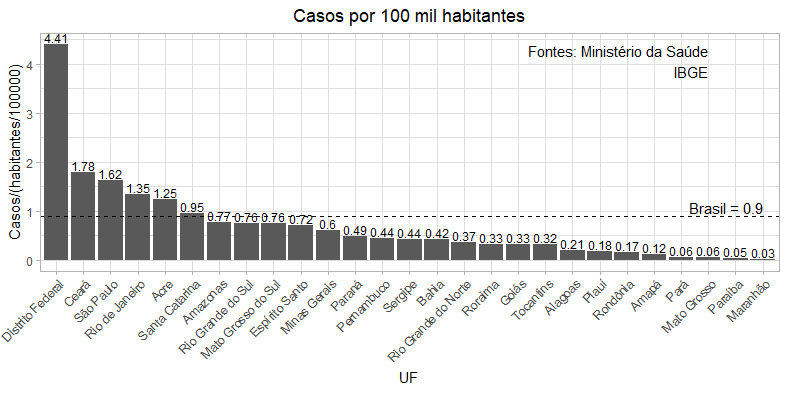 Casos por 100 mil habitantes
Fontes: Ministério da Saúde
IBGE
Casos/(habitantes/100000)
4
3
2
1
0
4.41
1.78
1.62
1.35
1.25
0.95
0.77
0.76
0.76
0.72
0.6
0.49
0.44
0.44
0.42
0.37
0.33
0.33
0.32
0.21
0.18
0.17
0.12
0.06
0.06
0.05
0.03
Brasil = 0.9
Distrito Federal
Ceará
São Paulo
Rio de Janeiro
Acre
Santa Catarina
Amazonas
Rio Grande do Sul
Mato Grosso do Sul
Espírito Santo
Minas Gerais
Paraná
Pernambuco
Sergipe
Bahia
Rio Grande do Norte
Roraima
Goiás
Tocantins
Alagoas
Piauí
Rondônia
Amapá
Pará
Mato Grosso
Paraíba
Maranhão
UF